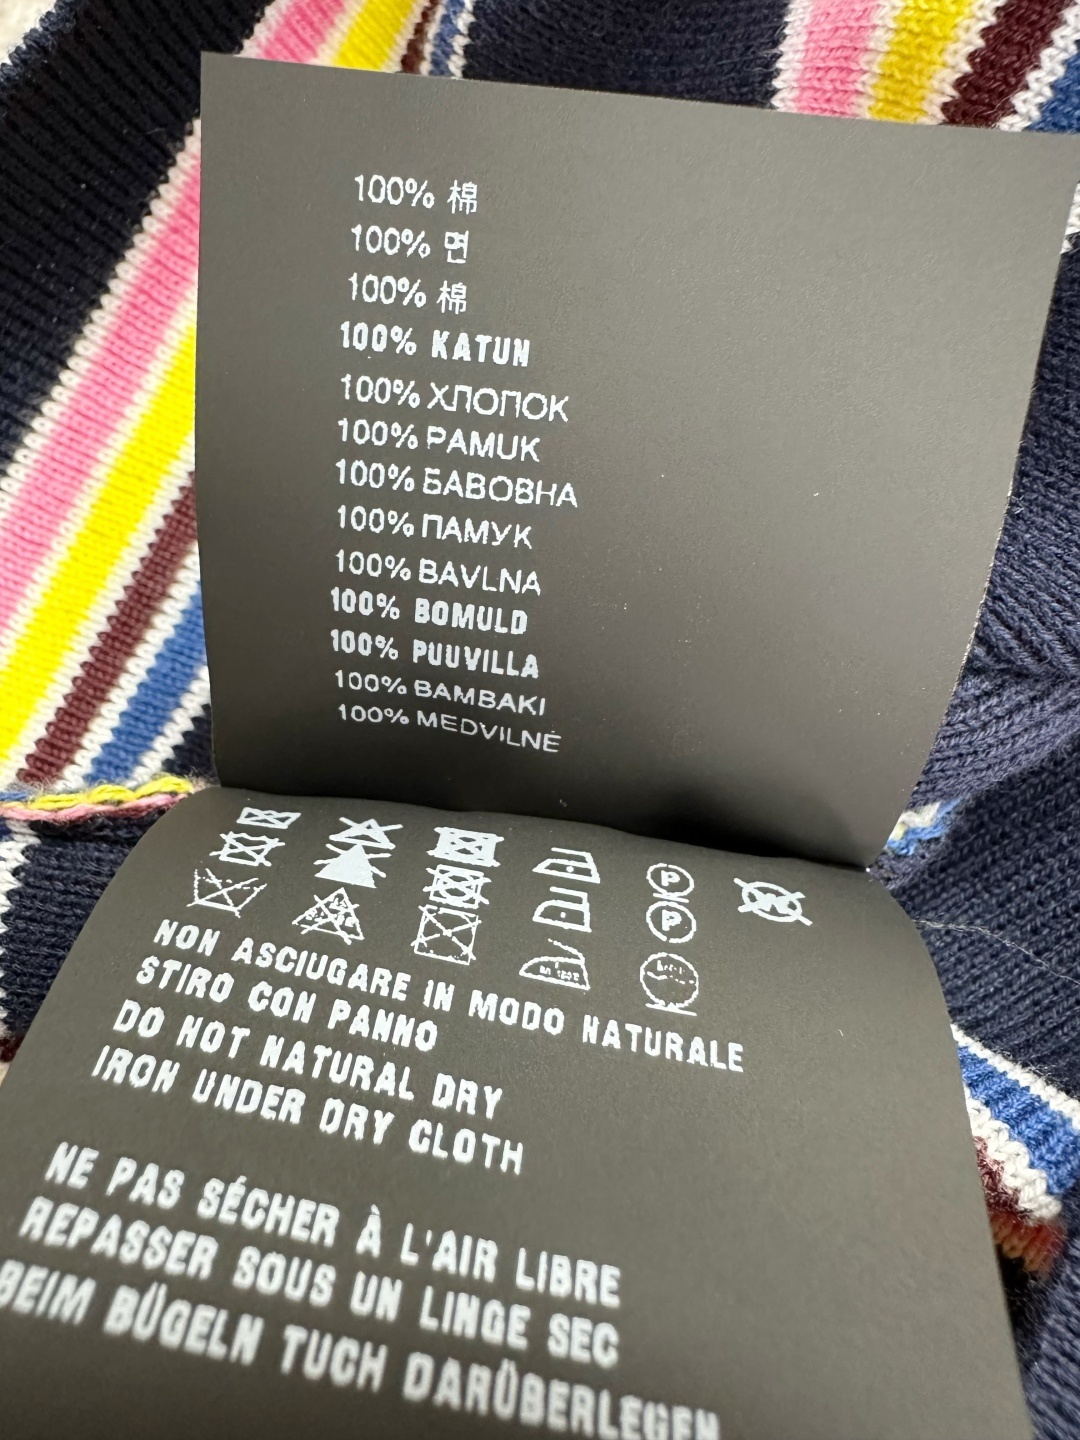 100% 棉
100% 면
100% 棉
100% KATUN
100% ХЛОПОК
100% PAMUK
100% БАВОВНА
100% ПАМУК
100% BAVLNA
100% BOMULD
100% PUUVILLA
100% BAMBAKI
100% MEDVILNĖ
P
P
NON ASCIUGARE IN MODO NATURALE
STIRO CON PANNO
DO NOT NATURAL DRY
IRON UNDER DRY CLOTH
NE PAS SÉCHER À L'AIR LIBRE
REPASSER SOUS UN LINGE SEC
BEIM BÜGELN TUCH DARÜBERLEGEN